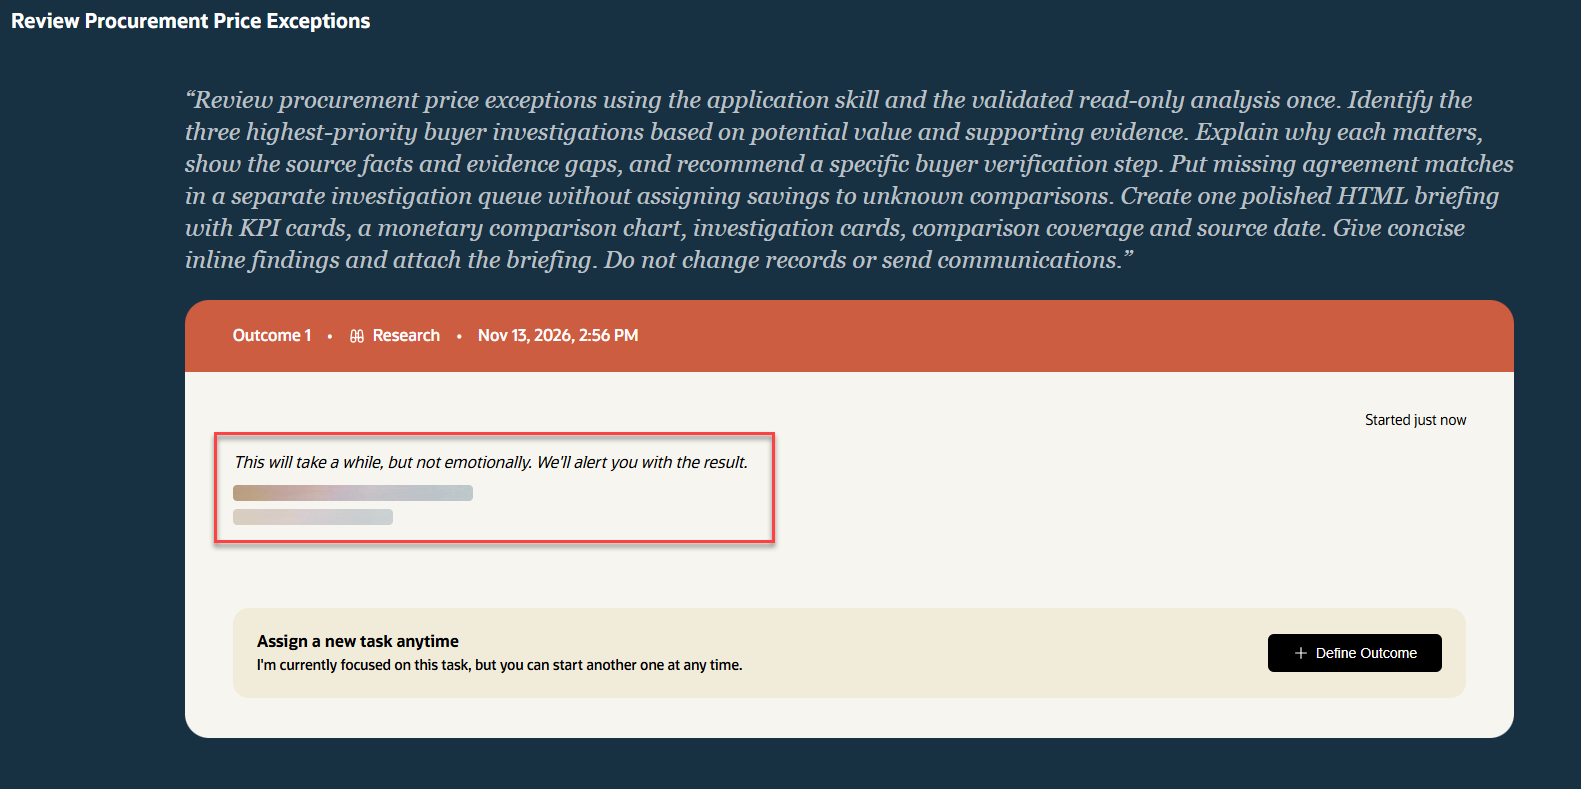 Review Procurement Price Exceptions
“Review procurement price exceptions using the application skill and the validated read-only analysis once. Identify the
three highest-priority buyer investigations based on potential value and supporting evidence. Explain why each matters,
show the source facts and evidence gaps, and recommend a specific buyer verification step. Put missing agreement matches
in a separate investigation queue without assigning savings to unknown comparisons. Create one polished HTML briefing
with KPI cards, a monetary comparison chart, investigation cards, comparison coverage and source date. Give concise
inline findings and attach the briefing. Do not change records or send communications.”
Outcome 1 • Research • Nov 13, 2026, 2:56 PM
Started just now
This will take a while, but not emotionally. We'll alert you with the result.
Assign a new task anytime
I'm currently focused on this task, but you can start another one at any time.
+ Define Outcome